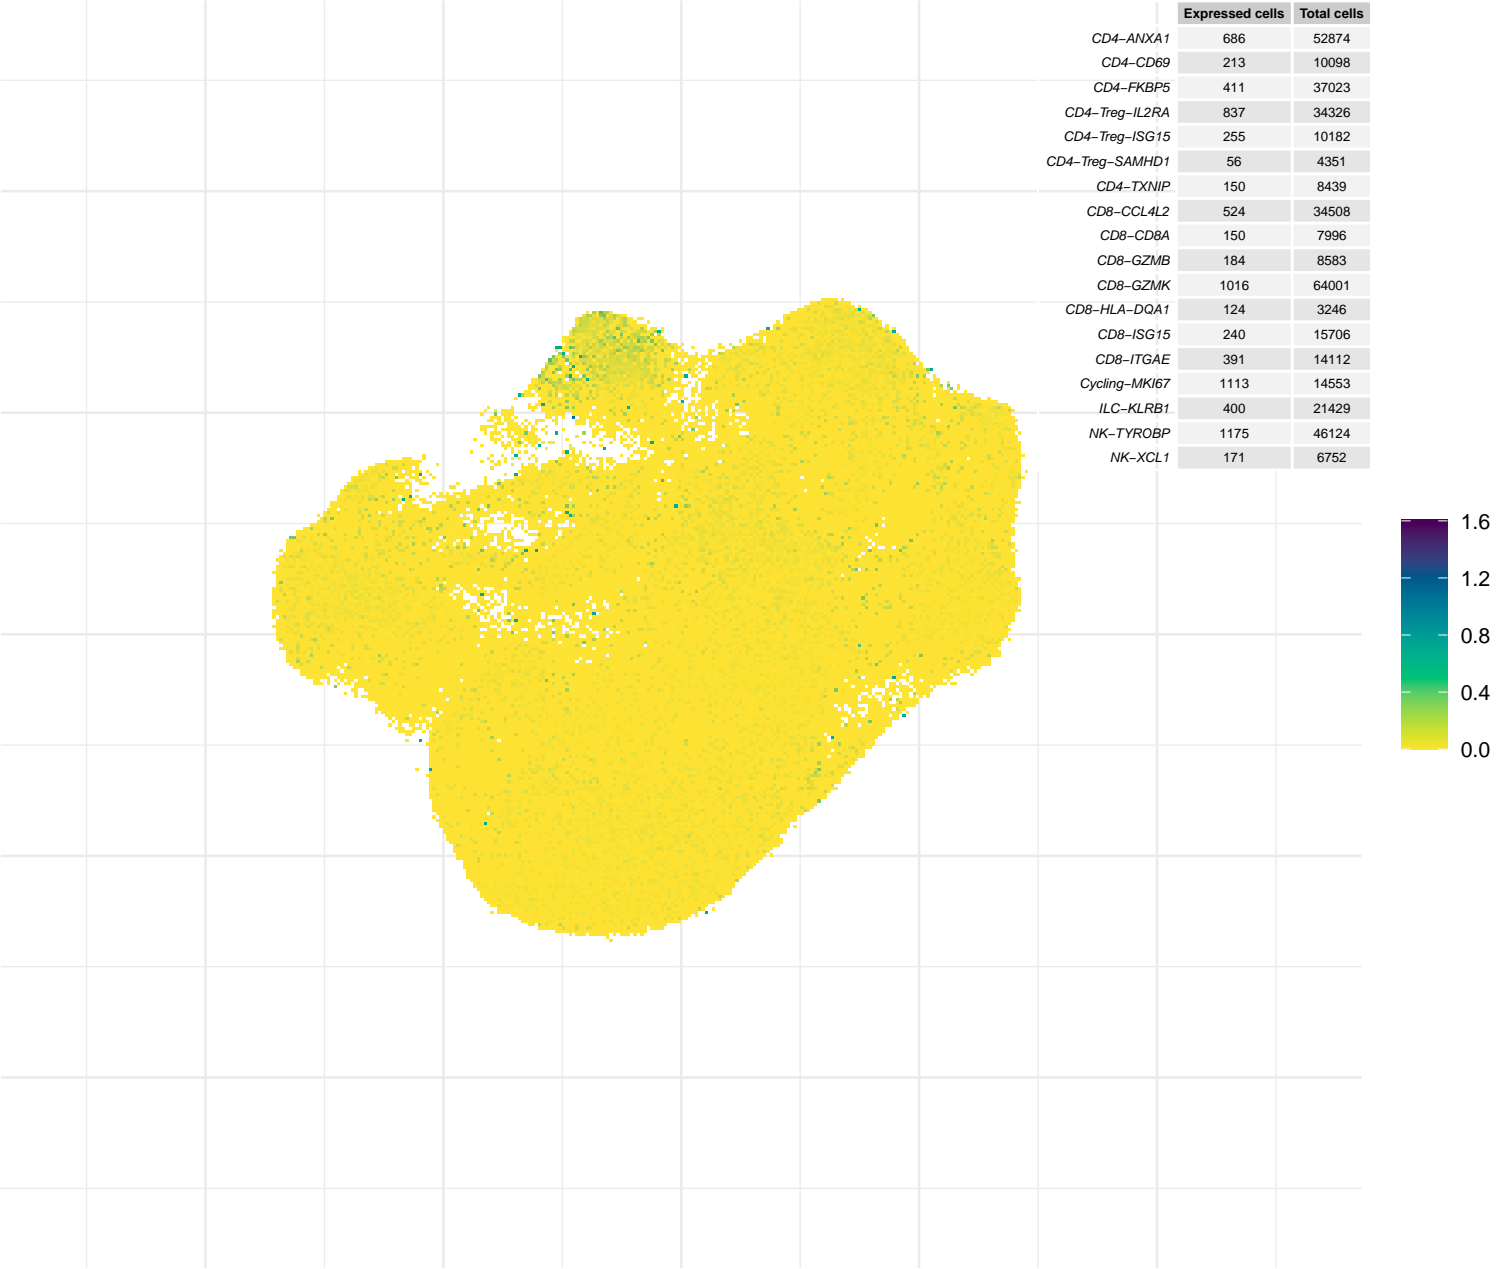 Expressed cells Total cells
CD4−ANXA1 686 52874
CD4−CD69 213 10098
CD4−FKBP5 411 37023
CD4−Treg−IL2RA 837 34326
CD4−Treg−ISG15 255 10182
CD4−Treg−SAMHD1 56 4351
CD4−TXNIP 150 8439
CD8−CCL4L2 524 34508
CD8−CD8A 150 7996
CD8−GZMB 184 8583
CD8−GZMK 1016 64001
CD8−HLA−DQA1 124 3246
CD8−ISG15 240 15706
CD8−ITGAE 391 14112
Cycling−MKI67 1113 14553
ILC−KLRB1 400 21429
NK−TYROBP 1175 46124
NK−XCL1 171 6752
1.6
1.2
0.8
0.4
0.0